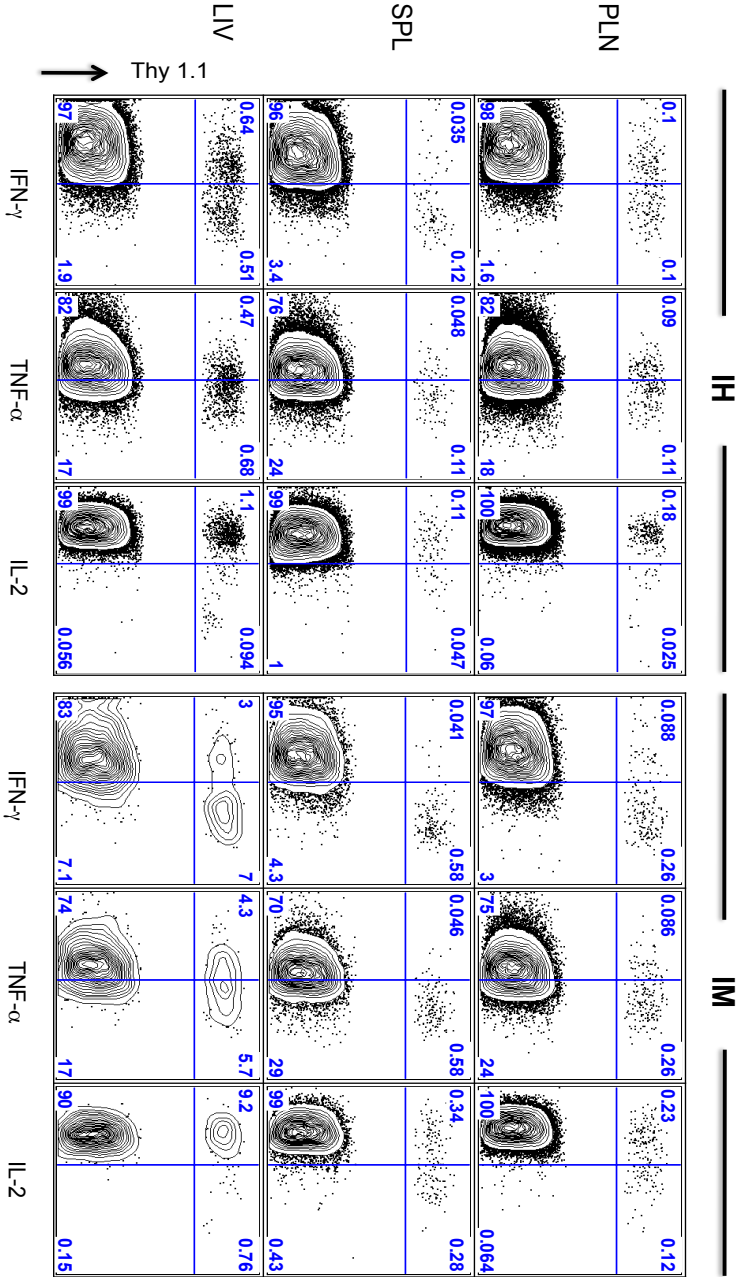 IH IM
PLN
0.1 0.1 0.09 0.11 0.18 0.025 0.088 0.26 0.086 0.26 0.23 0.12
98 1.6 82 18 100 0.06 97 3 75 24 100 0.064
SPL
0.035 0.12 0.048 0.11 0.11 0.047 0.041 0.58 0.046 0.58 0.34 0.28
96 3.4 76 24 99 1 95 4.3 70 29 99 0.43
LIV
0.64 0.51 0.47 0.68 1.1 0.094 3 7 4.3 5.7 9.2 0.76
97 1.9 82 17 99 0.056 83 7.1 74 17 90 0.15
Thy 1.1
IFN-γ TNF-α IL-2 IFN-γ TNF-α IL-2